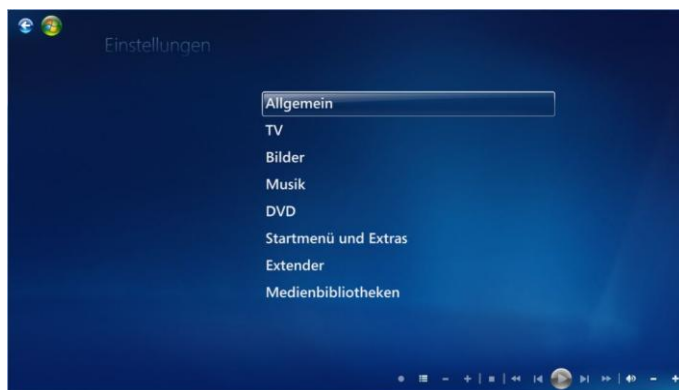 Einstellungen
Allgemein
TV
Bilder
Musik
DVD
Startmenü und Extras
Extender
Medienbibliotheken